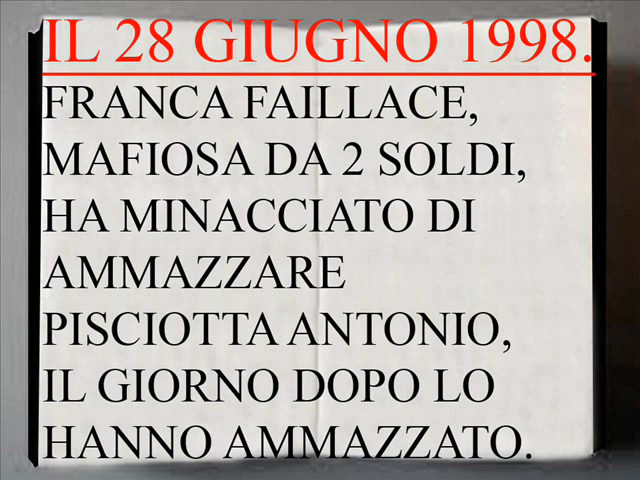 IL 28 GIUGNO 1998.
FRANCA FAILLACE,
MAFIOSA DA 2 SOLDI,
HA MINACCIATO DI
AMMAZZARE
PISCIOTTA ANTONIO,
IL GIORNO DOPO LO
HANNO AMMAZZATO.